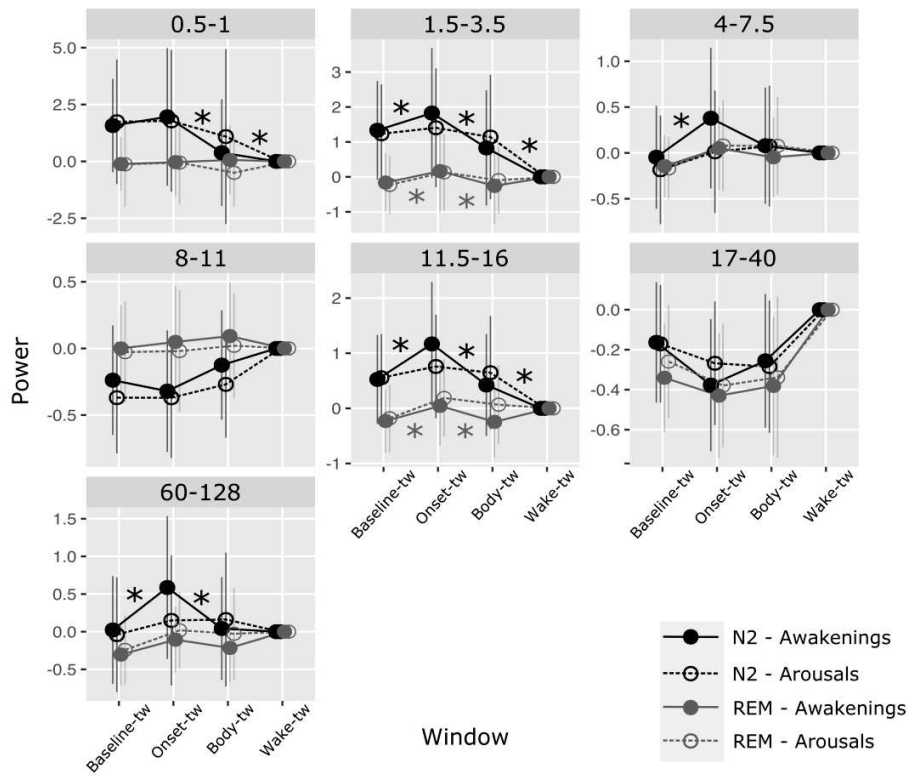 0.5-1
1.5-3.5
4-7.5
5.0
2.5
0.0
-2.5
3
2
1
0
-1
1.0
0.5
0.0
-0.5
8-11
11.5-16
17-40
0.5
0.0
-0.5
2
1
0
-1
0.0
-0.2
-0.4
-0.6
Power
Baseline-tw
Onset-tw
Body-tw
Wake-tw
Baseline-tw
Onset-tw
Body-tw
Wake-tw
60-128
1.5
1.0
0.5
0.0
-0.5
Baseline-tw
Onset-tw
Body-tw
Wake-tw
Window
N2 - Awakenings
N2 - Arousals
REM - Awakenings
REM - Arousals